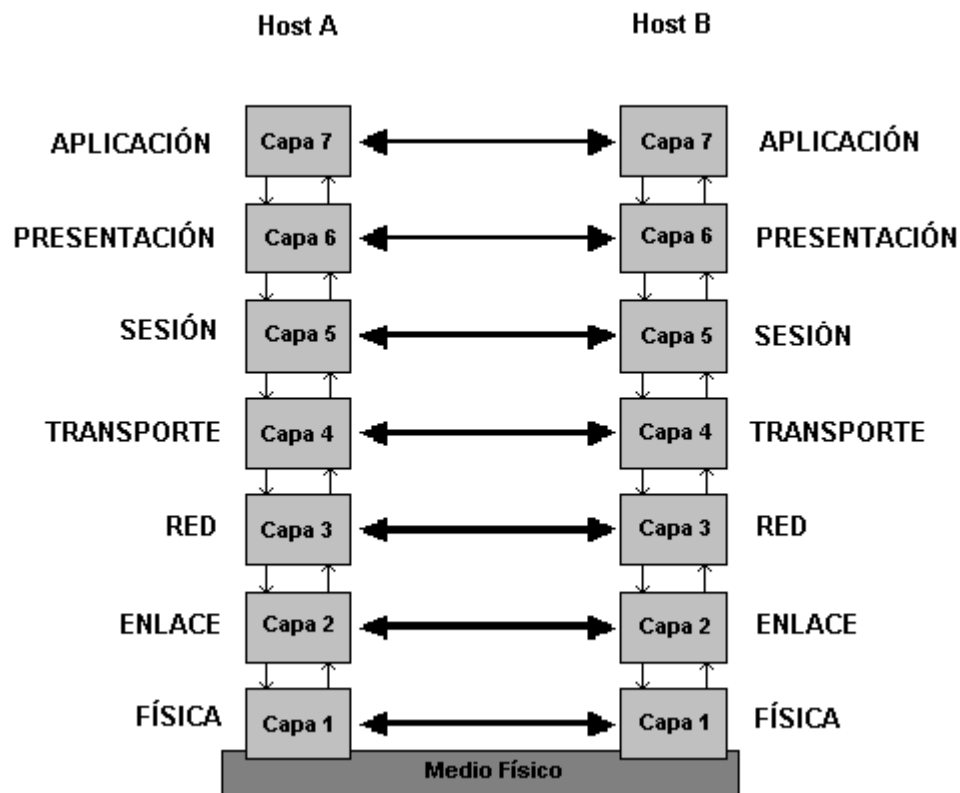 Host A Host B
APLICACIÓN Capa 7 Capa 7 APLICACIÓN
PRESENTACIÓN Capa 6 Capa 6 PRESENTACIÓN
SESIÓN Capa 5 Capa 5 SESIÓN
TRANSPORTE Capa 4 Capa 4 TRANSPORTE
RED Capa 3 Capa 3 RED
ENLACE Capa 2 Capa 2 ENLACE
FÍSICA Capa 1 Capa 1 FÍSICA
Medio Físico